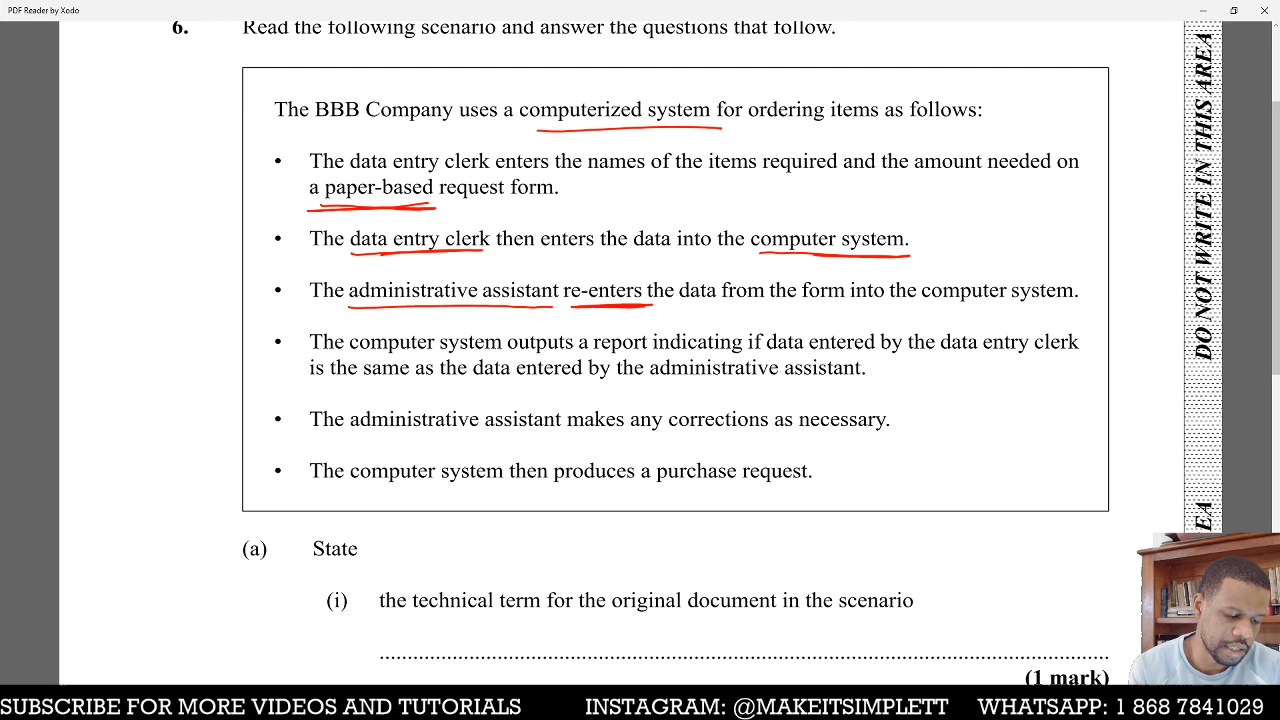 PDF Reader by Xodo
6. Read the following scenario and answer the questions that follow.
The BBB Company uses a computerized system for ordering items as follows:
• The data entry clerk enters the names of the items required and the amount needed on
a paper-based request form.
• The data entry clerk then enters the data into the computer system.
• The administrative assistant re-enters the data from the form into the computer system.
• The computer system outputs a report indicating if data entered by the data entry clerk
is the same as the data entered by the administrative assistant.
• The administrative assistant makes any corrections as necessary.
• The computer system then produces a purchase request.
(a) State
(i) the technical term for the original document in the scenario
(1 mark)
DO NOT WRITE IN THIS AREA
EA
SUBSCRIBE FOR MORE VIDEOS AND TUTORIALS INSTAGRAM: @MAKEITSIMPLETT WHATSAPP: 1 868 7841029